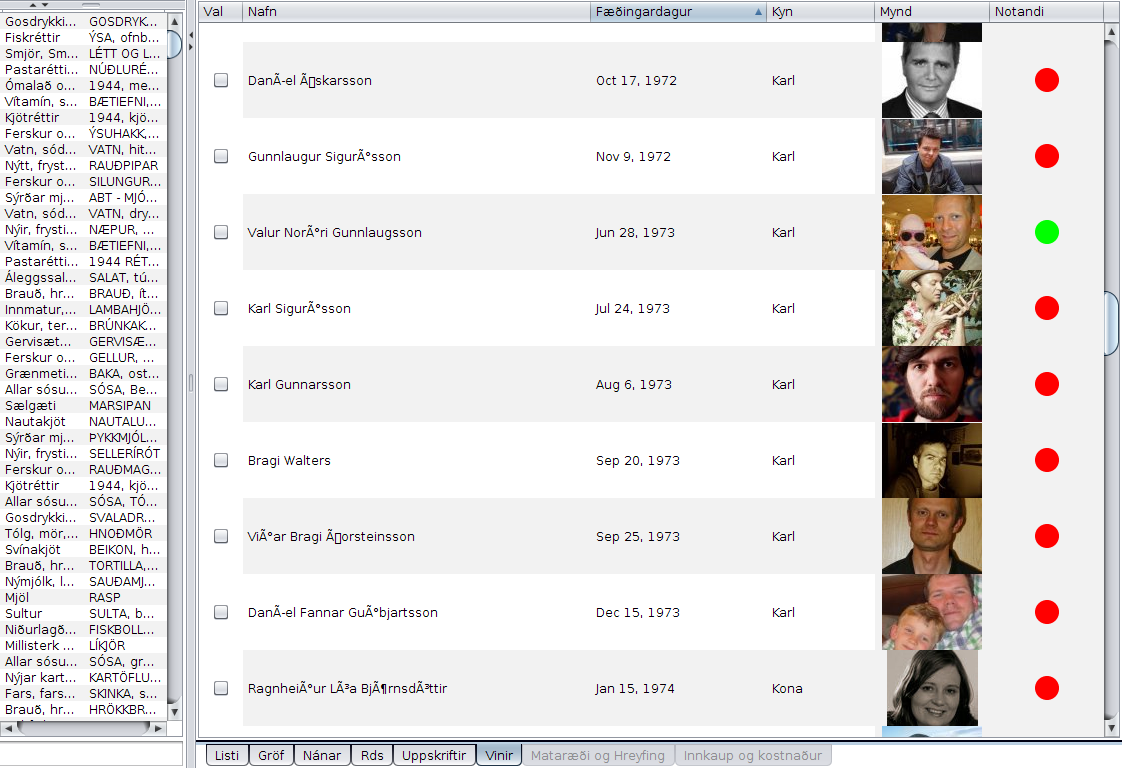 Gosdrykki... GOSDRYK...
Fiskréttir ÝSA, ofnb...
Smjör, Sm... LÉTT OG L...
Pastarétti... NÚÐLURÉ...
Ómalað o... 1944, me...
Vítamín, s... BÆTIEFNI,...
Kjötréttir 1944, kjö...
Ferskur o... ÝSUHAKK,...
Vatn, sód... VATN, hit...
Nýtt, fryst... RAUÐPIPAR
Ferskur o... SILUNGUR...
Sýrðar mj... ABT - MJÓ...
Vatn, sód... VATN, dry...
Nýir, frysti... NÆPUR, ...
Vítamín, s... BÆTIEFNI,...
Pastarétti... 1944 RÉT...
Áleggssal... SALAT, tú...
Brauð, hr... BRAUÐ, ít...
Innmatur,... LAMBAHJÖ...
Kökur, ter... BRÚNKAK...
Gervisæt... GERVISÆ...
Ferskur o... GELLUR, ...
Grænmeti... BAKA, ost...
Allar sósu... SÓSA, Be...
Sælgæti MARSIPAN
Nautakjöt NAUTALU...
Sýrðar mj... ÞYKKMJÓL...
Nýir, frysti... SELLERÍRÓT
Ferskur o... RAUÐMAG...
Kjötréttir 1944, kjö...
Allar sósu... SÓSA, TÓ...
Gosdrykki... SVALADR...
Tólg, mör,... HNOÐMÖR
Svínakjöt BEIKON, h...
Brauð, hr... TORTILLA,...
Nýmjólk, l... SAUÐAMJ...
Mjöl RASP
Sultur SULTA, b...
Niðurlagð... FISKBOLL...
Millisterk ... LÍKJÖR
Allar sósu... SÓSA, gr...
Nýjar kart... KARTÖFLU...
Fars, fars... SKINKA, s...
Brauð, hr... HRÖKKBR...
Val Nafn Fæðingardagur Kyn Mynd Notandi
DanÃ-el Ã▯skarsson Oct 17, 1972 Karl
Gunnlaugur SigurÃ°sson Nov 9, 1972 Karl
Valur NorÃ°ri Gunnlaugsson Jun 28, 1973 Karl
Karl SigurÃ°sson Jul 24, 1973 Karl
Karl Gunnarsson Aug 6, 1973 Karl
Bragi Walters Sep 20, 1973 Karl
ViÃ°ar Bragi Ã▯orsteinsson Sep 25, 1973 Karl
DanÃ-el Fannar GuÃ°bjartsson Dec 15, 1973 Karl
RagnheiÃ°ur LÃ³a BjÃ¶rnsdÃ³ttir Jan 15, 1974 Kona
Listi Gröf Nánar Rds Uppskriftir Vinir Mataræði og Hreyfing Innkaup og kostnaður